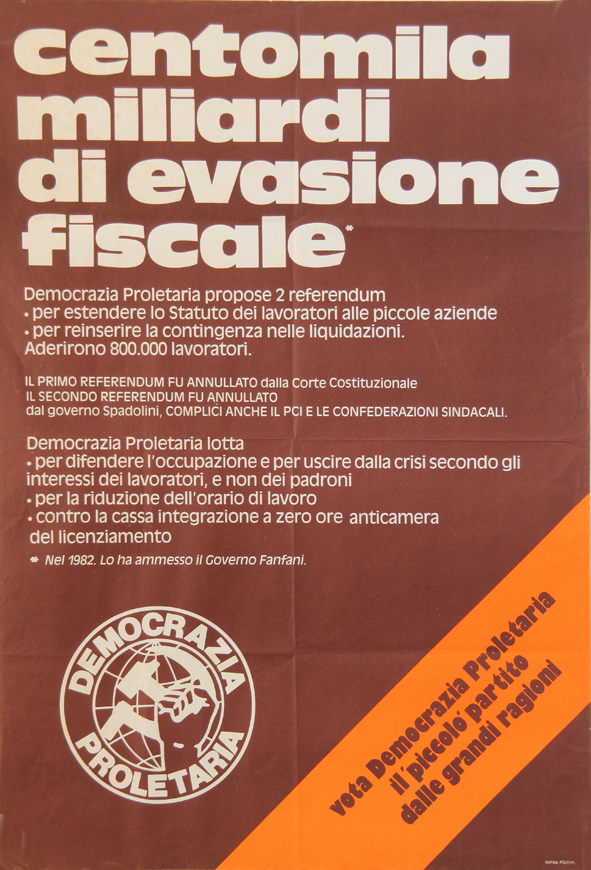 centomila
miliardi
di evasione
fiscale*
Democrazia Proletaria propose 2 referendum
• per estendere lo Statuto dei lavoratori alle piccole aziende
• per reinserire la contingenza nelle liquidazioni.
Aderirono 800.000 lavoratori.
IL PRIMO REFERENDUM FU ANNULLATO dalla Corte Costituzionale
IL SECONDO REFERENDUM FU ANNULLATO
dal governo Spadolini, COMPLICI ANCHE IL PCI E LE CONFEDERAZIONI SINDACALI.
Democrazia Proletaria lotta
• per difendere l'occupazione e per uscire dalla crisi secondo gli
interessi dei lavoratori, e non dei padroni
• per la riduzione dell'orario di lavoro
• contro la cassa integrazione a zero ore anticamera
del licenziamento
* Nel 1982. Lo ha ammesso il Governo Fanfani.
DEMOCRAZIA
PROLETARIA
vota Democrazia Proletaria
il piccolo partito
dalle grandi ragioni